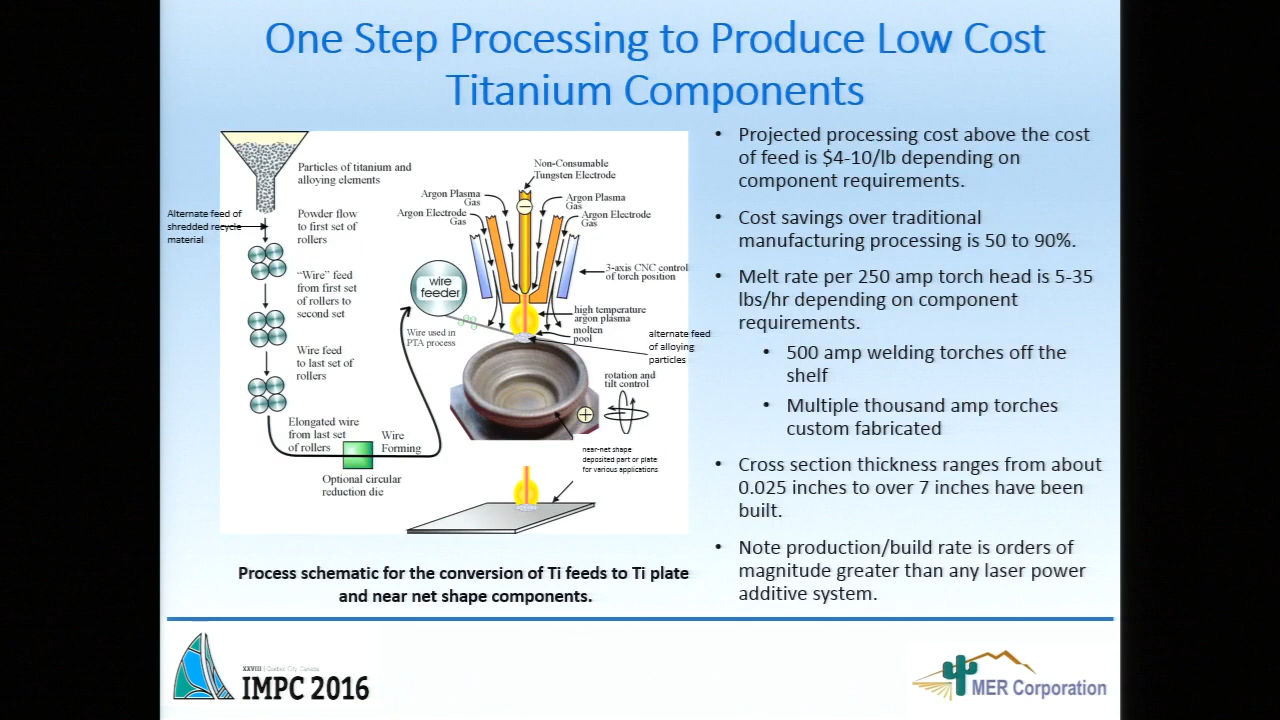 One Step Processing to Produce Low Cost
Titanium Components
Particles of titanium and
alloying elements
Alternate feed of
shredded recycle
material
Powder flow
to first set of
rollers
“Wire” feed
from first set
of rollers to
second set
Wire feed
to last set of
rollers
Elongated wire
from last set
of rollers
Wire
Forming
Optional circular
reduction die
wire
feeder
Wire used in
PTA process
Non-Consumable
Tungsten Electrode
Argon Plasma
Gas
Argon Electrode
Gas
Argon Plasma
Gas
Argon Electrode
Gas
3-axis CNC control
of torch position
high temperature
argon plasma
molten
pool
alternate feed
of alloying
particles
rotation and
tilt control
near-net shape
deposited part or plate
for various applications
Process schematic for the conversion of Ti feeds to Ti plate
and near net shape components.
• Projected processing cost above the cost
of feed is $4-10/lb depending on
component requirements.
• Cost savings over traditional
manufacturing processing is 50 to 90%.
• Melt rate per 250 amp torch head is 5-35
lbs/hr depending on component
requirements.
• 500 amp welding torches off the
shelf
• Multiple thousand amp torches
custom fabricated
• Cross section thickness ranges from about
0.025 inches to over 7 inches have been
built.
• Note production/build rate is orders of
magnitude greater than any laser power
additive system.
XXVIII | Quebec City, Canada
IMPC 2016
MER Corporation